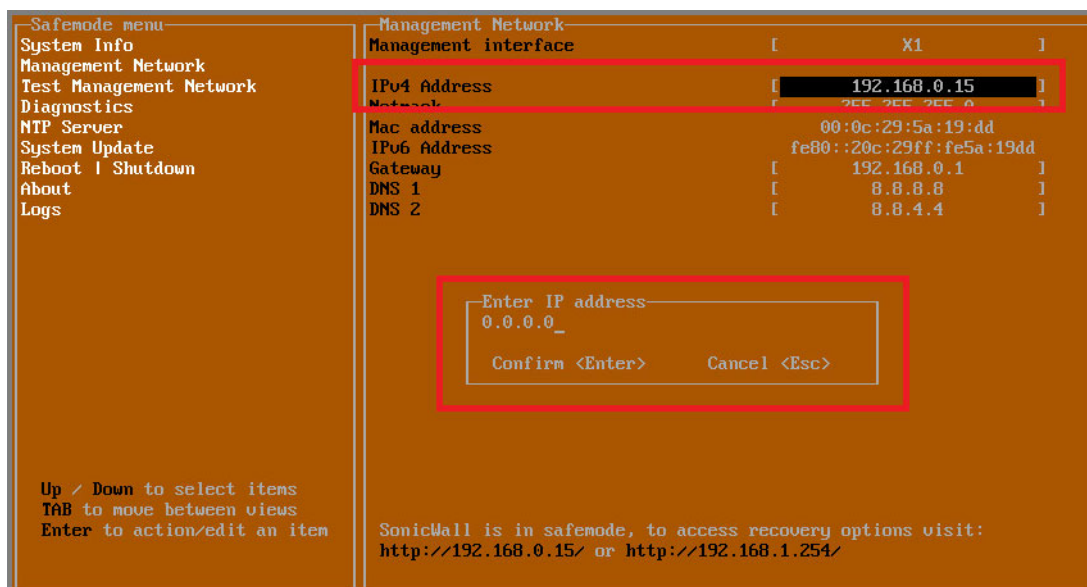 Safemode menu
System Info
Management Network
Test Management Network
Diagnostics
NTP Server
System Update
Reboot | Shutdown
About
Logs
Up / Down to select items
TAB to move between views
Enter to action/edit an item
Management Network
Management interface [ X1 ]
IPv4 Address [ 192.168.0.15 ]
Netmask [ 255.255.255.0 ]
Mac address 00:0c:29:5a:19:dd
IPv6 Address fe80::20c:29ff:fe5a:19dd
Gateway [ 192.168.0.1 ]
DNS 1 [ 8.8.8.8 ]
DNS 2 [ 8.8.4.4 ]
Enter IP address
0.0.0.0_
Confirm <Enter> Cancel <Esc>
SonicWall is in safemode, to access recovery options visit:
http://192.168.0.15/ or http://192.168.1.254/